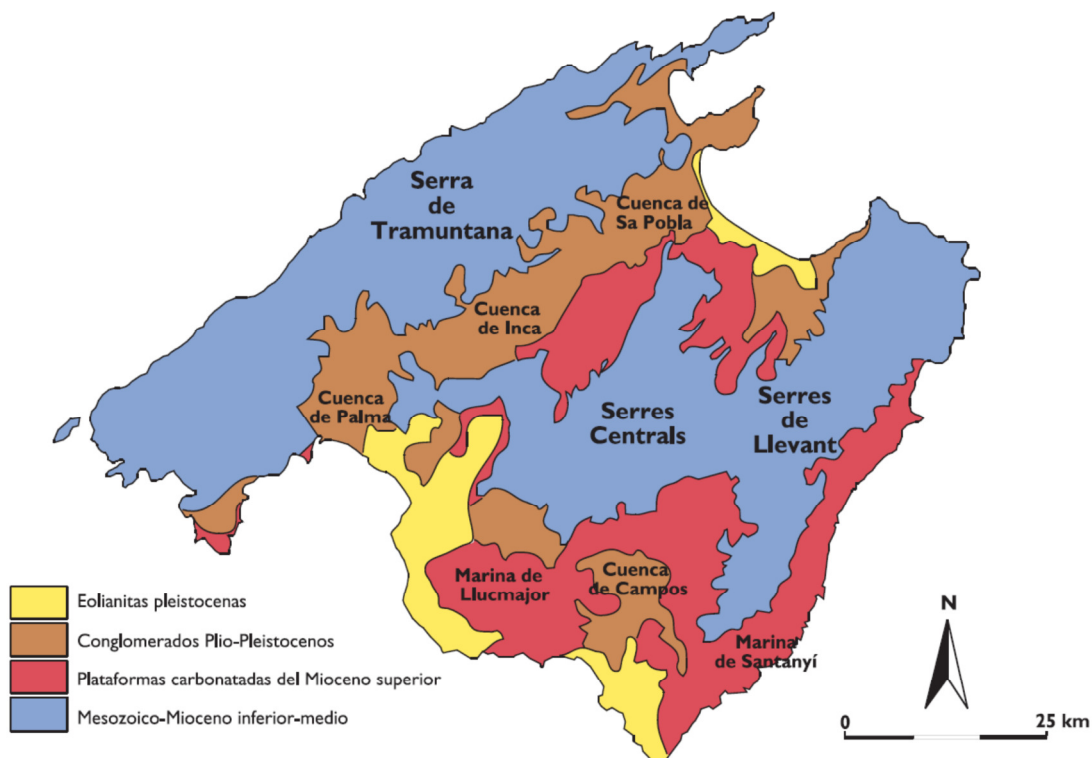 Serra
de
Tramuntana
Cuenca de
Sa Pobla
Cuenca
de Inca
Cuenca
de Palma
Serres
Centrals
Serres
de
Llevant
Marina de
Llucmajor
Cuenca
de Campos
Marina
de Santanyí
Eolianitas pleistocenas
Conglomerados Plio-Pleistocenos
Plataformas carbonatadas del Mioceno superior
Mesozoico-Mioceno inferior-medio
N
0 25 km